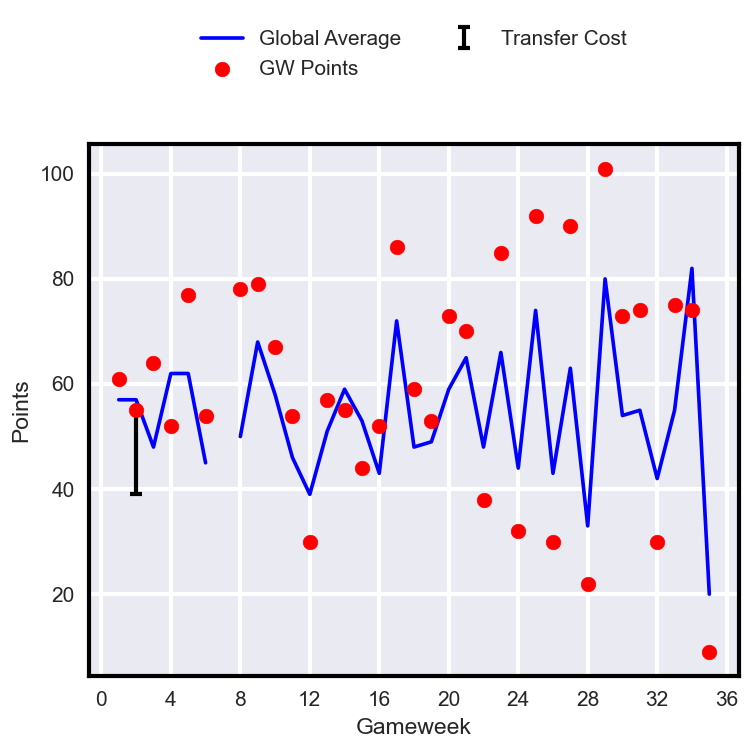 Global Average
GW Points
Transfer Cost
Points
100
80
60
40
20
0 4 8 12 16 20 24 28 32 36
Gameweek